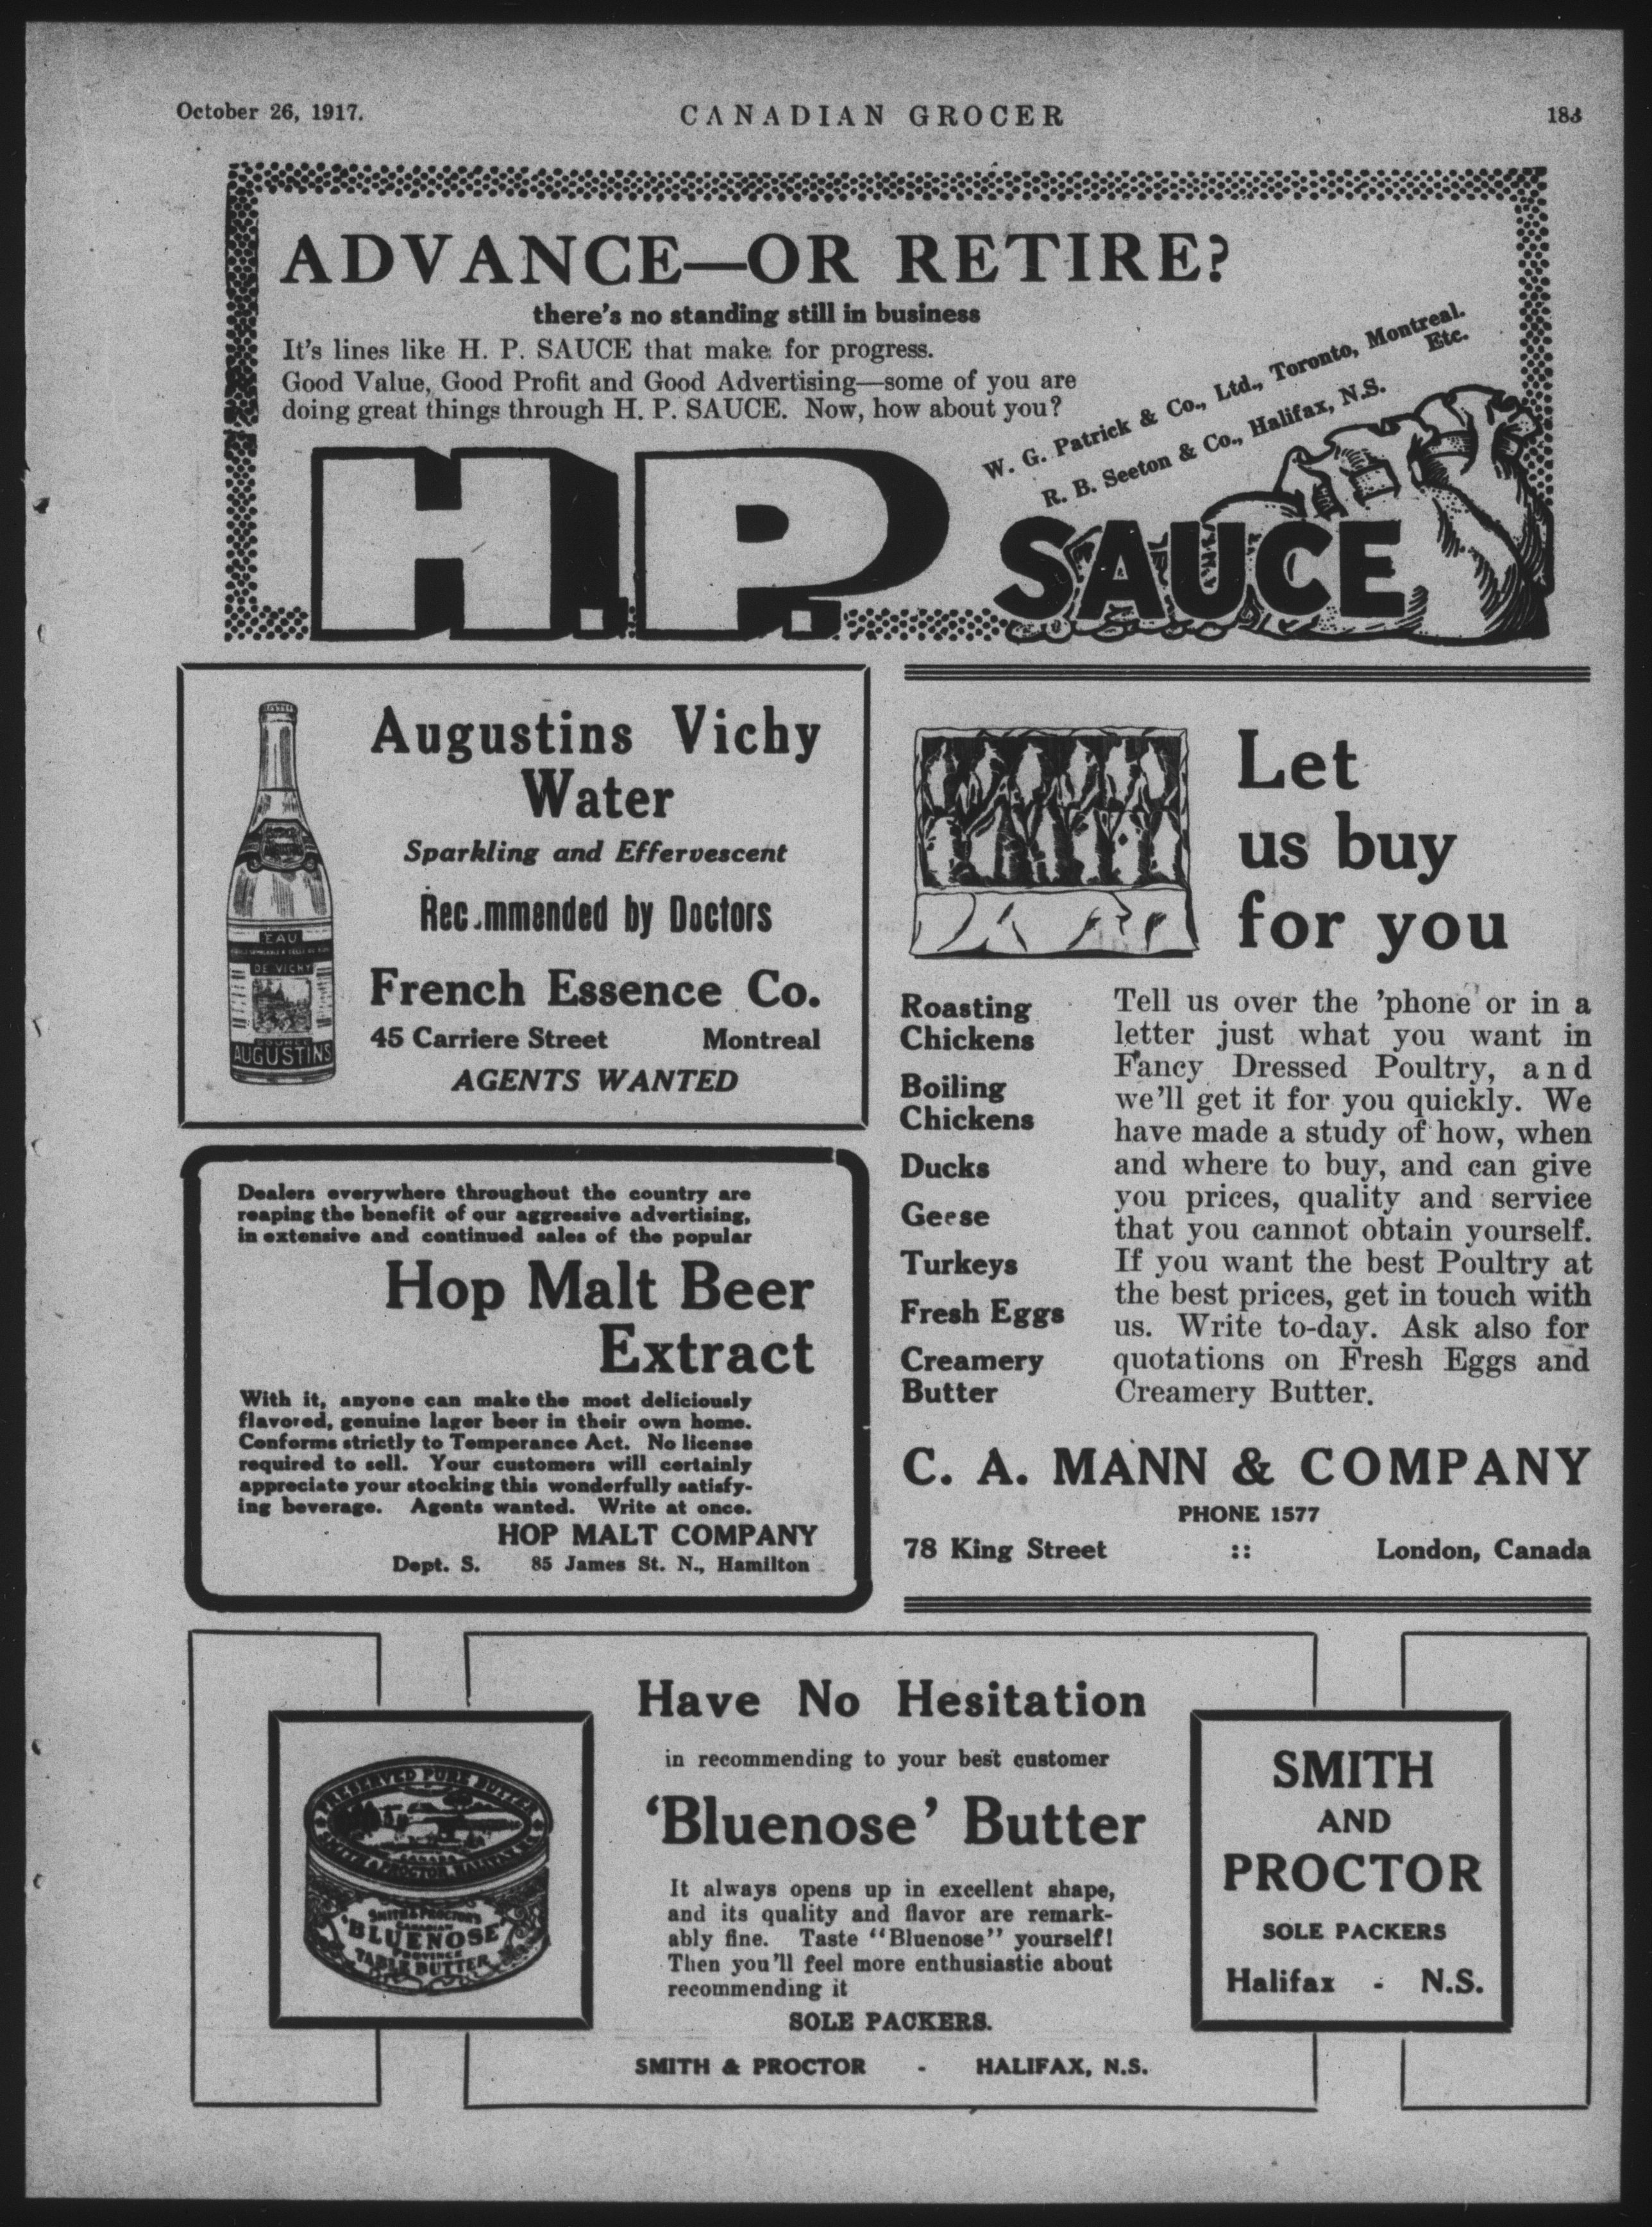 October 26, 1917.
CANADIAN GROCER
183
ADVANCE—OR RETIRE?
there's no standing still in business
It's lines like H. P. SAUCE that make for progress.
Good Value, Good Profit and Good Advertising—some of you are
doing great things through H. P. SAUCE. Now, how about you?
W. G. Patrick & Co., Ltd., Toronto, Montreal.
Etc.
R. B. Seeton & Co., Halifax, N.S.
H.P. SAUCE
Augustins Vichy
Water
Sparkling and Effervescent
Rec.mmended by Doctors
French Essence Co.
45 Carriere Street Montreal
AGENTS WANTED
EAU
DE VICHY
SOURCE
AUGUSTINS
Dealers everywhere throughout the country are
reaping the benefit of our aggressive advertising,
in extensive and continued sales of the popular
Hop Malt Beer
Extract
With it, anyone can make the most deliciously
flavored, genuine lager beer in their own home.
Conforms strictly to Temperance Act. No license
required to sell. Your customers will certainly
appreciate your stocking this wonderfully satisfy-
ing beverage. Agents wanted. Write at once.
HOP MALT COMPANY
Dept. S. 85 James St. N., Hamilton
Let
us buy
for you
Roasting
Chickens
Boiling
Chickens
Ducks
Geese
Turkeys
Fresh Eggs
Creamery
Butter
Tell us over the 'phone or in a
letter just what you want in
Fancy Dressed Poultry, and
we'll get it for you quickly. We
have made a study of how, when
and where to buy, and can give
you prices, quality and service
that you cannot obtain yourself.
If you want the best Poultry at
the best prices, get in touch with
us. Write to-day. Ask also for
quotations on Fresh Eggs and
Creamery Butter.
C. A. MANN & COMPANY
PHONE 1577
78 King Street :: London, Canada
PRESERVED PURE BUTTER
CANADA
SMITH & PROCTOR, HALIFAX N.S.
SMITH & PROCTOR'S
CANADIAN
'BLUENOSE'
PROVINCE
TABLE BUTTER
Have No Hesitation
in recommending to your best customer
'Bluenose' Butter
It always opens up in excellent shape,
and its quality and flavor are remark-
ably fine. Taste "Bluenose" yourself!
Then you'll feel more enthusiastic about
recommending it
SOLE PACKERS.
SMITH & PROCTOR - HALIFAX, N.S.
SMITH
AND
PROCTOR
SOLE PACKERS
Halifax - N.S.